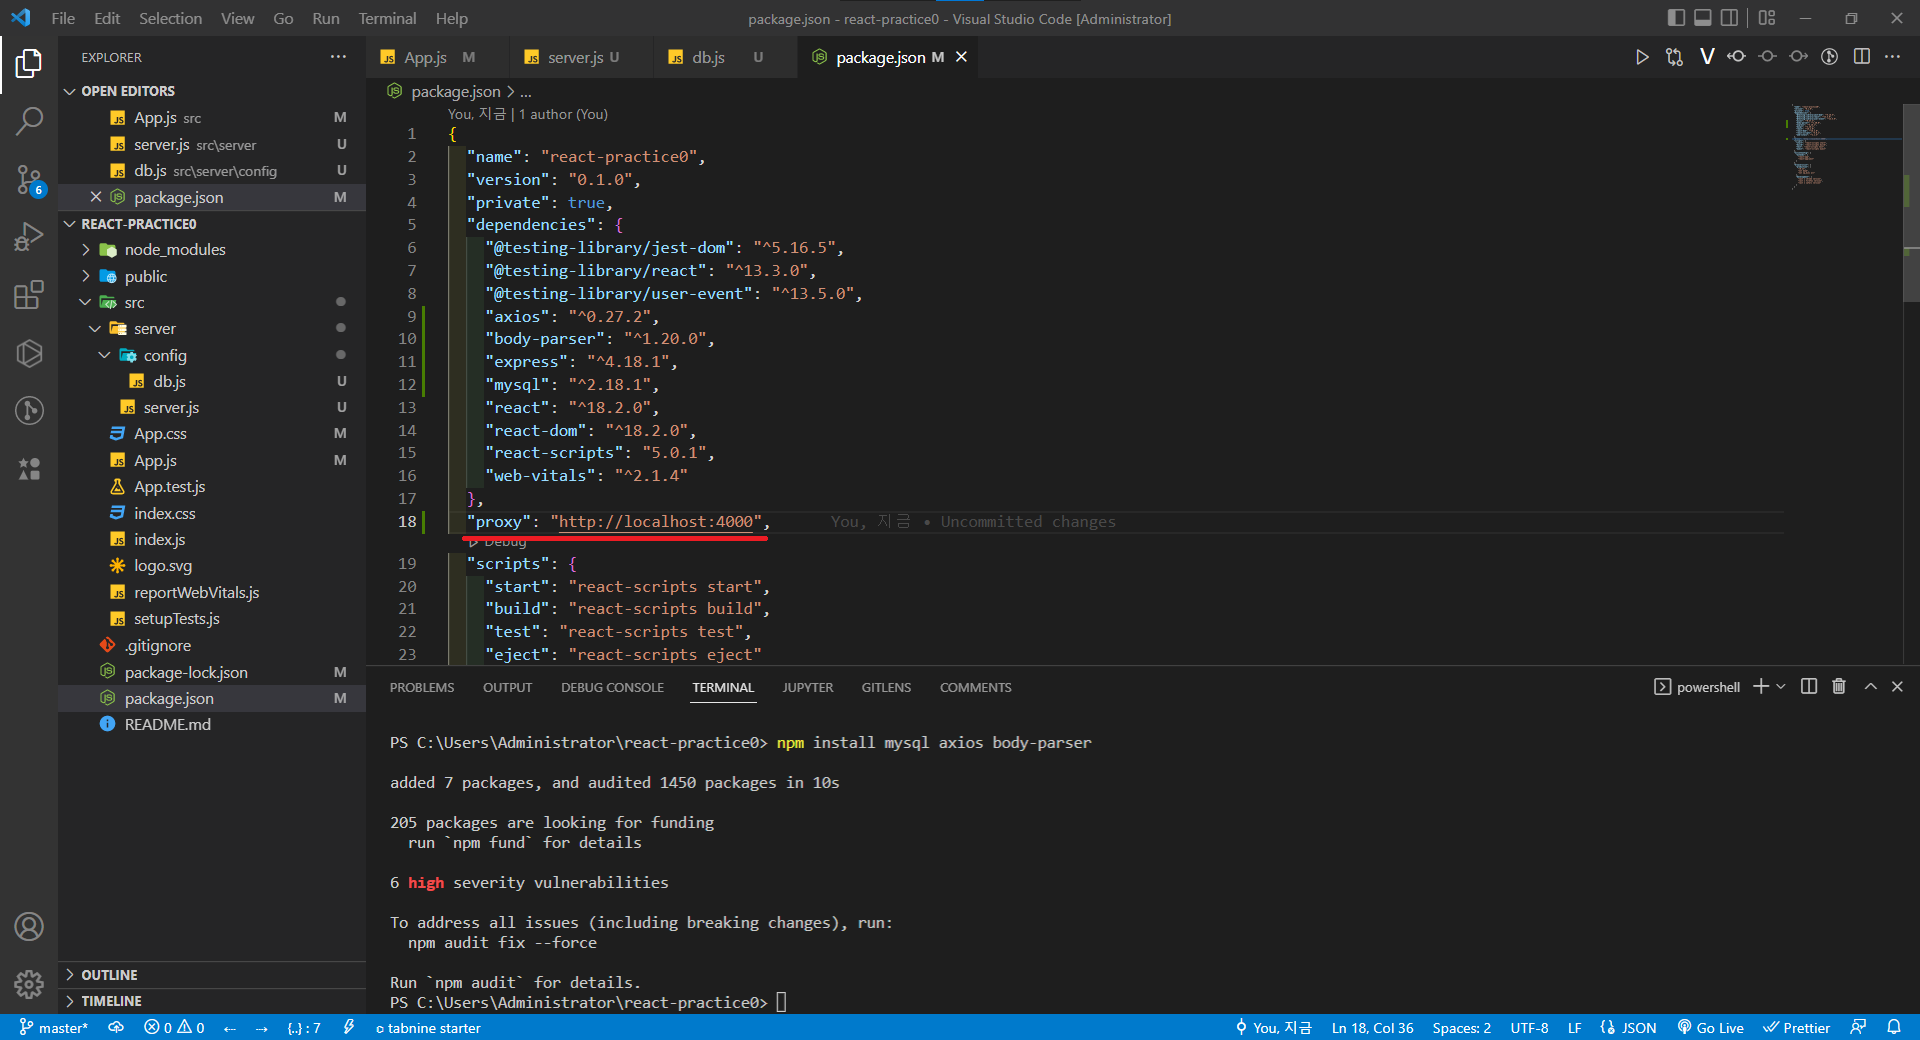 File Edit Selection View Go Run Terminal Help
package.json - react-practice0 - Visual Studio Code [Administrator]
EXPLORER
OPEN EDITORS
App.js src M
server.js src\server U
db.js src\server\config U
package.json M
REACT-PRACTICE0
node_modules
public
src
server
config
db.js U
server.js U
App.css M
App.js M
App.test.js
index.css
index.js
logo.svg
reportWebVitals.js
setupTests.js
.gitignore
package-lock.json M
package.json M
README.md
OUTLINE
TIMELINE
6
App.js M server.js U db.js U package.json M
package.json > ...
You, 지금 | 1 author (You)
1 {
2 "name": "react-practice0",
3 "version": "0.1.0",
4 "private": true,
5 "dependencies": {
6 "@testing-library/jest-dom": "^5.16.5",
7 "@testing-library/react": "^13.3.0",
8 "@testing-library/user-event": "^13.5.0",
9 "axios": "^0.27.2",
10 "body-parser": "^1.20.0",
11 "express": "^4.18.1",
12 "mysql": "^2.18.1",
13 "react": "^18.2.0",
14 "react-dom": "^18.2.0",
15 "react-scripts": "5.0.1",
16 "web-vitals": "^2.1.4"
17 },
18 "proxy": "http://localhost:4000", You, 지금 • Uncommitted changes
Debug
19 "scripts": {
20 "start": "react-scripts start",
21 "build": "react-scripts build",
22 "test": "react-scripts test",
23 "eject": "react-scripts eject"
PROBLEMS OUTPUT DEBUG CONSOLE TERMINAL JUPYTER GITLENS COMMENTS
powershell
PS C:\Users\Administrator\react-practice0> npm install mysql axios body-parser
added 7 packages, and audited 1450 packages in 10s
205 packages are looking for funding
run `npm fund` for details
6 high severity vulnerabilities
To address all issues (including breaking changes), run:
npm audit fix --force
Run `npm audit` for details.
PS C:\Users\Administrator\react-practice0>
master* 0 0 {..} : 7 tabnine starter
You, 지금 Ln 18, Col 36 Spaces: 2 UTF-8 LF JSON Go Live Prettier